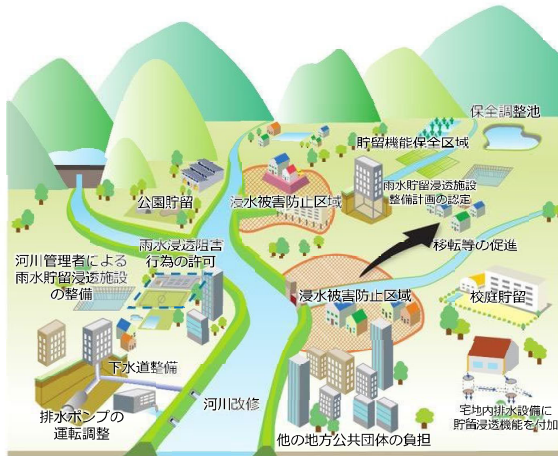 保全調整池
貯留機能保全区域
公園貯留
浸水被害防止区域
雨水貯留浸透施設
整備計画の認定
雨水浸透阻害
行為の許可
移転等の促進
河川管理者による
雨水貯留浸透施設
の整備
浸水被害防止区域
校庭貯留
下水道整備
排水ポンプの
運転調整
河川改修
宅地内排水設備に
貯留浸透機能を付加
他の地方公共団体の負担